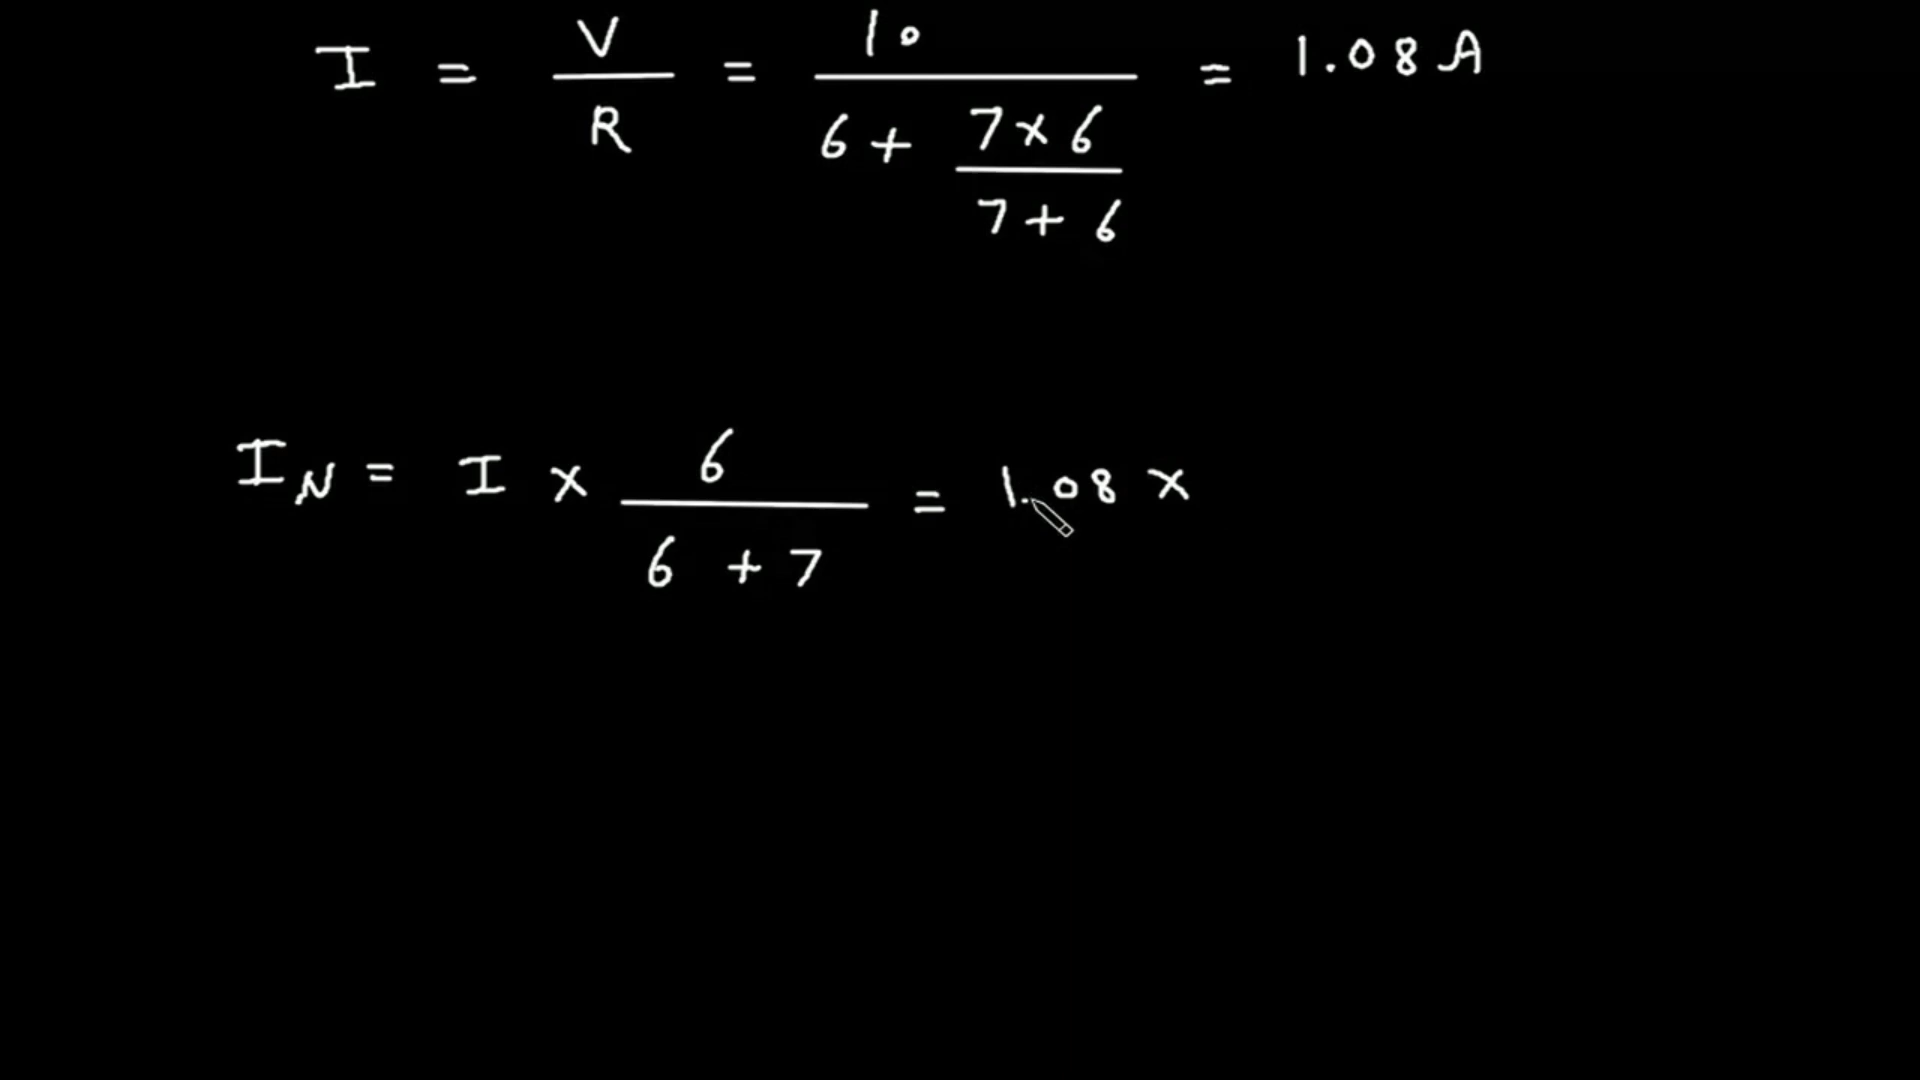 I = V / R = 10 / (6 + (7 × 6) / (7 + 6)) = 1.08 A
I_N = I × 6 / (6 + 7) = 1.08 ×